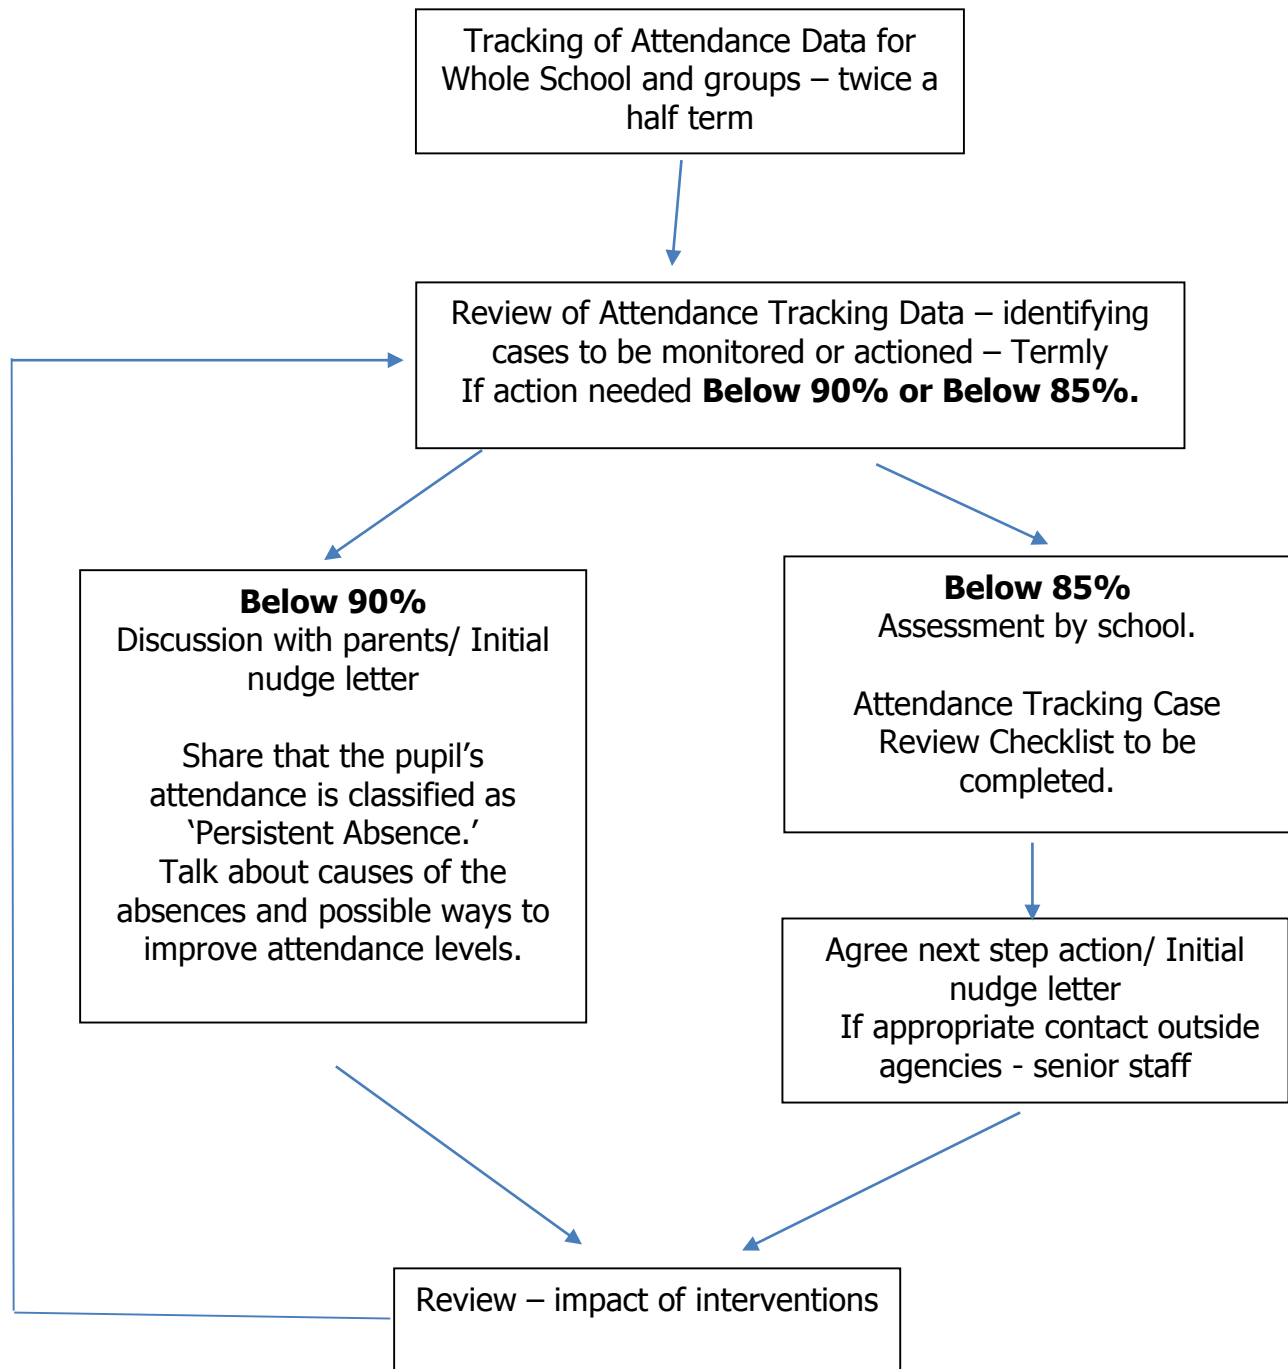 Tracking of Attendance Data for
Whole School and groups – twice a
half term
Review of Attendance Tracking Data – identifying
cases to be monitored or actioned – Termly
If action needed Below 90% or Below 85%.
Below 90%
Discussion with parents/ Initial
nudge letter
Share that the pupil’s
attendance is classified as
‘Persistent Absence.’
Talk about causes of the
absences and possible ways to
improve attendance levels.
Below 85%
Assessment by school.
Attendance Tracking Case
Review Checklist to be
completed.
Agree next step action/ Initial
nudge letter
If appropriate contact outside
agencies - senior staff
Review – impact of interventions